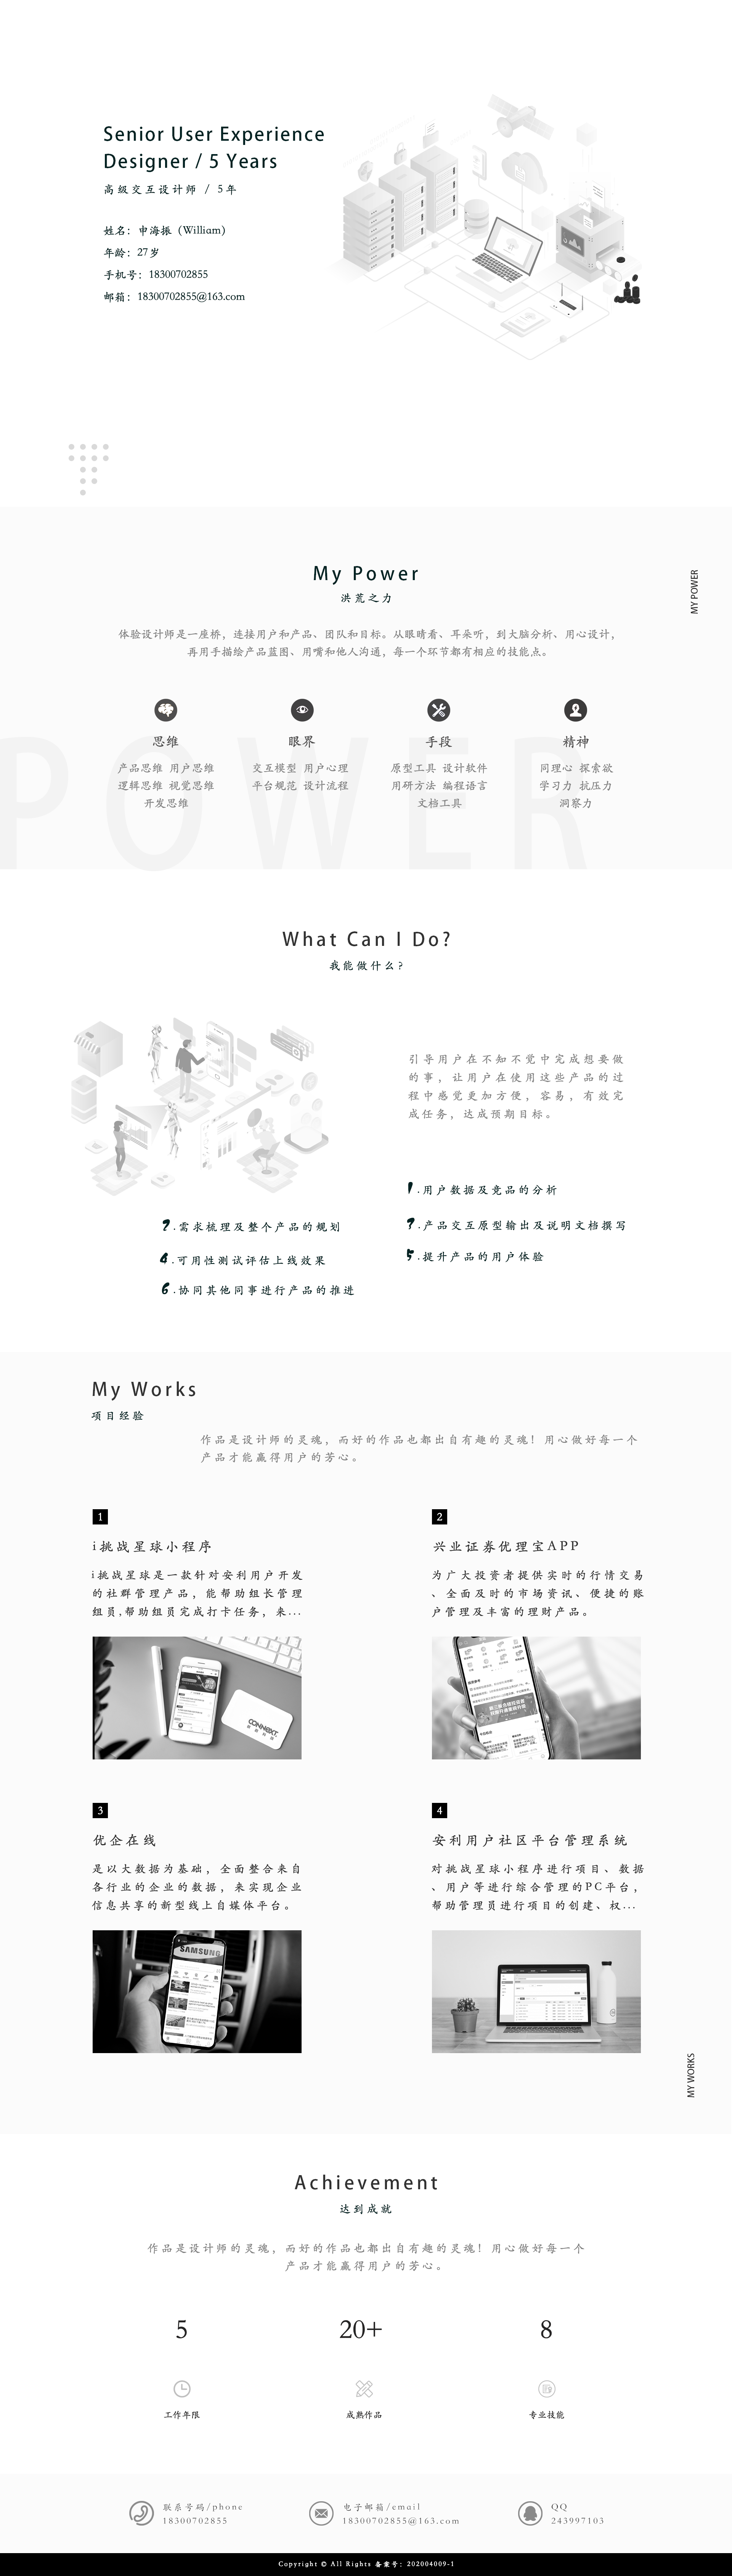 Senior User Experience
Designer / 5 Years
高级交互设计师 / 5年
姓名：申海振（William）
年龄：27岁
手机号：18300702855
邮箱：18300702855@163.com
My Power
洪荒之力
MY POWER
体验设计师是一座桥，连接用户和产品、团队和目标。从眼睛看、耳朵听，到大脑分析、用心设计，
再用手描绘产品蓝图、用嘴和他人沟通，每一个环节都有相应的技能点。
思维
产品思维 用户思维
逻辑思维 视觉思维
开发思维
眼界
交互模型 用户心理
平台规范 设计流程
手段
原型工具 设计软件
用研方法 编程语言
文档工具
精神
同理心 探索欲
学习力 抗压力
洞察力
POWER
What Can I Do?
我能做什么？
引导用户在不知不觉中完成想要做
的事，让用户在使用这些产品的过
程中感觉更加方便，容易，有效完
成任务，达成预期目标。
1.用户数据及竞品的分析
2.需求梳理及整个产品的规划
3.产品交互原型输出及说明文档撰写
4.可用性测试评估上线效果
5.提升产品的用户体验
6.协同其他同事进行产品的推进
My Works
项目经验
作品是设计师的灵魂，而好的作品也都出自有趣的灵魂！用心做好每一个
产品才能赢得用户的芳心。
1
i挑战星球小程序
i挑战星球是一款针对安利用户开发
的社群管理产品，能帮助组长管理
组员,帮助组员完成打卡任务，来...
CONNEXT
2
兴业证券优理宝APP
为广大投资者提供实时的行情交易
、全面及时的市场资讯、便捷的账
户管理及丰富的理财产品。
3
优企在线
是以大数据为基础，全面整合来自
各行业的企业的数据，来实现企业
信息共享的新型线上自媒体平台。
SAMSUNG
4
安利用户社区平台管理系统
对挑战星球小程序进行项目、数据
、用户等进行综合管理的PC平台，
帮助管理员进行项目的创建、权...
MY WORKS
Achievement
达到成就
作品是设计师的灵魂，而好的作品也都出自有趣的灵魂！用心做好每一个
产品才能赢得用户的芳心。
5
工作年限
20+
成熟作品
8
专业技能
联系号码/phone
18300702855
电子邮箱/email
18300702855@163.com
QQ
243997103
Copyright © All Rights 备案号：202004009-1